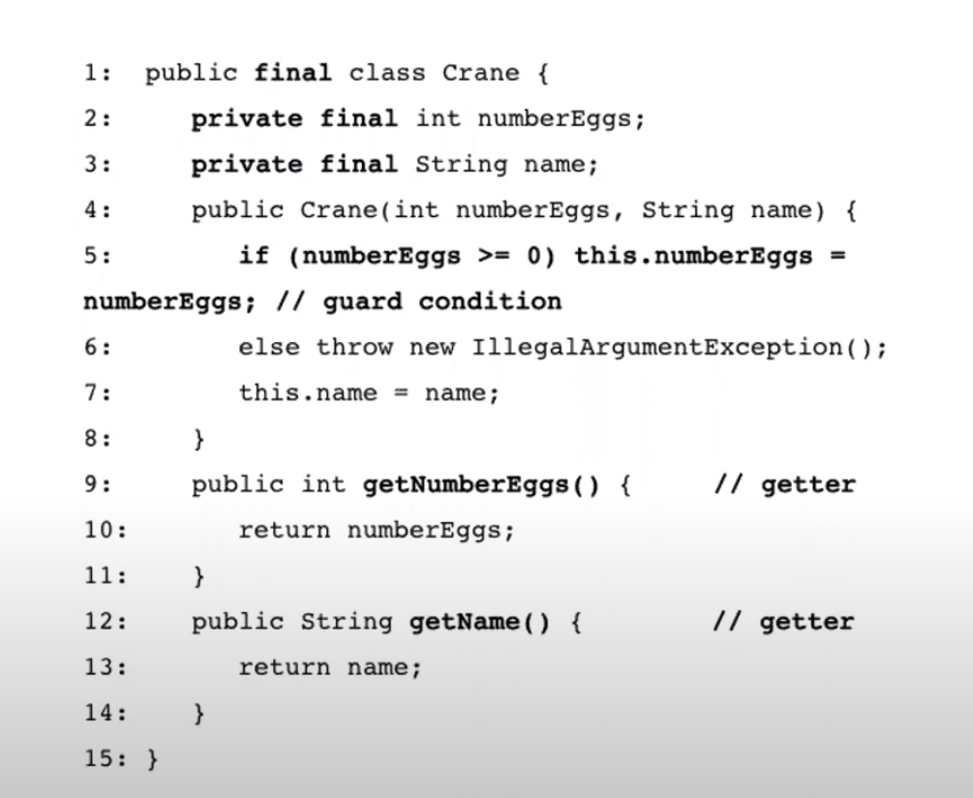 1:  public final class Crane {
2:     private final int numberEggs;
3:     private final String name;
4:     public Crane(int numberEggs, String name) {
5:        if (numberEggs >= 0) this.numberEggs =
numberEggs; // guard condition
6:        else throw new IllegalArgumentException();
7:        this.name = name;
8:     }
9:     public int getNumberEggs() {     // getter
10:       return numberEggs;
11:    }
12:    public String getName() {        // getter
13:       return name;
14:    }
15: }